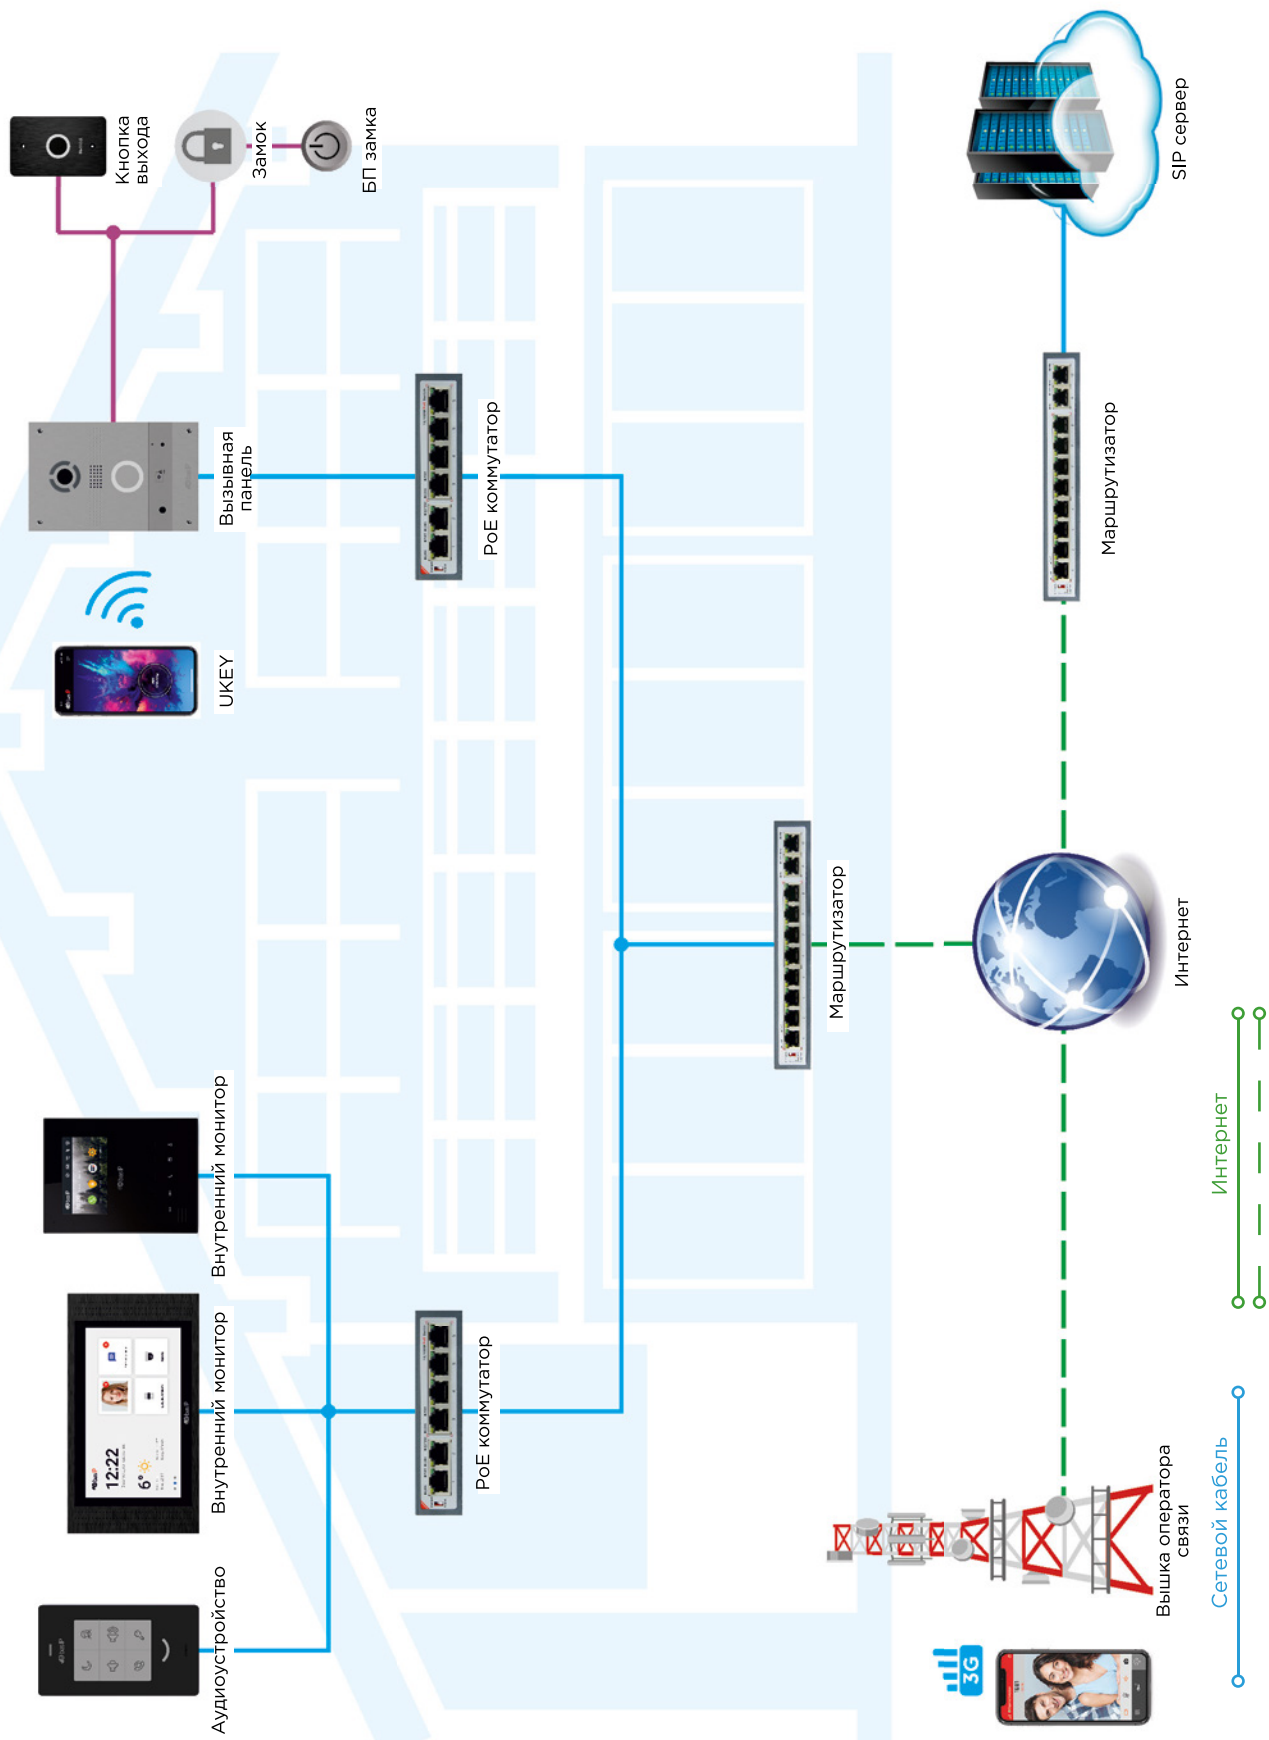 Аудиоустройство
Внутренний монитор
12:22
6°
Внутренний монитор
UKEY
Вызывная
панель
Кнопка
выхода
Замок
БП замка
PoE коммутатор
PoE коммутатор
Маршрутизатор
3G
Вышка оператора
связи
Интернет
Маршрутизатор
SIP сервер
Сетевой кабель
Интернет